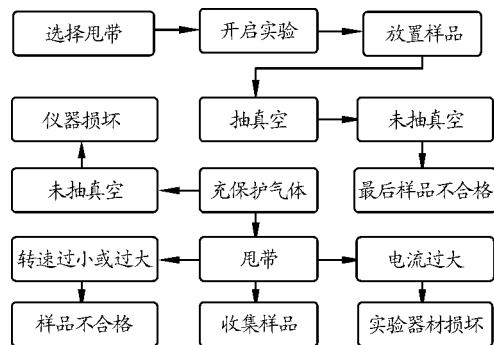 选择甩带
开启实验
放置样品
仪器损坏
抽真空
未抽真空
未抽真空
充保护气体
最后样品不合格
转速过小或过大
甩带
电流过大
样品不合格
收集样品
实验器材损坏